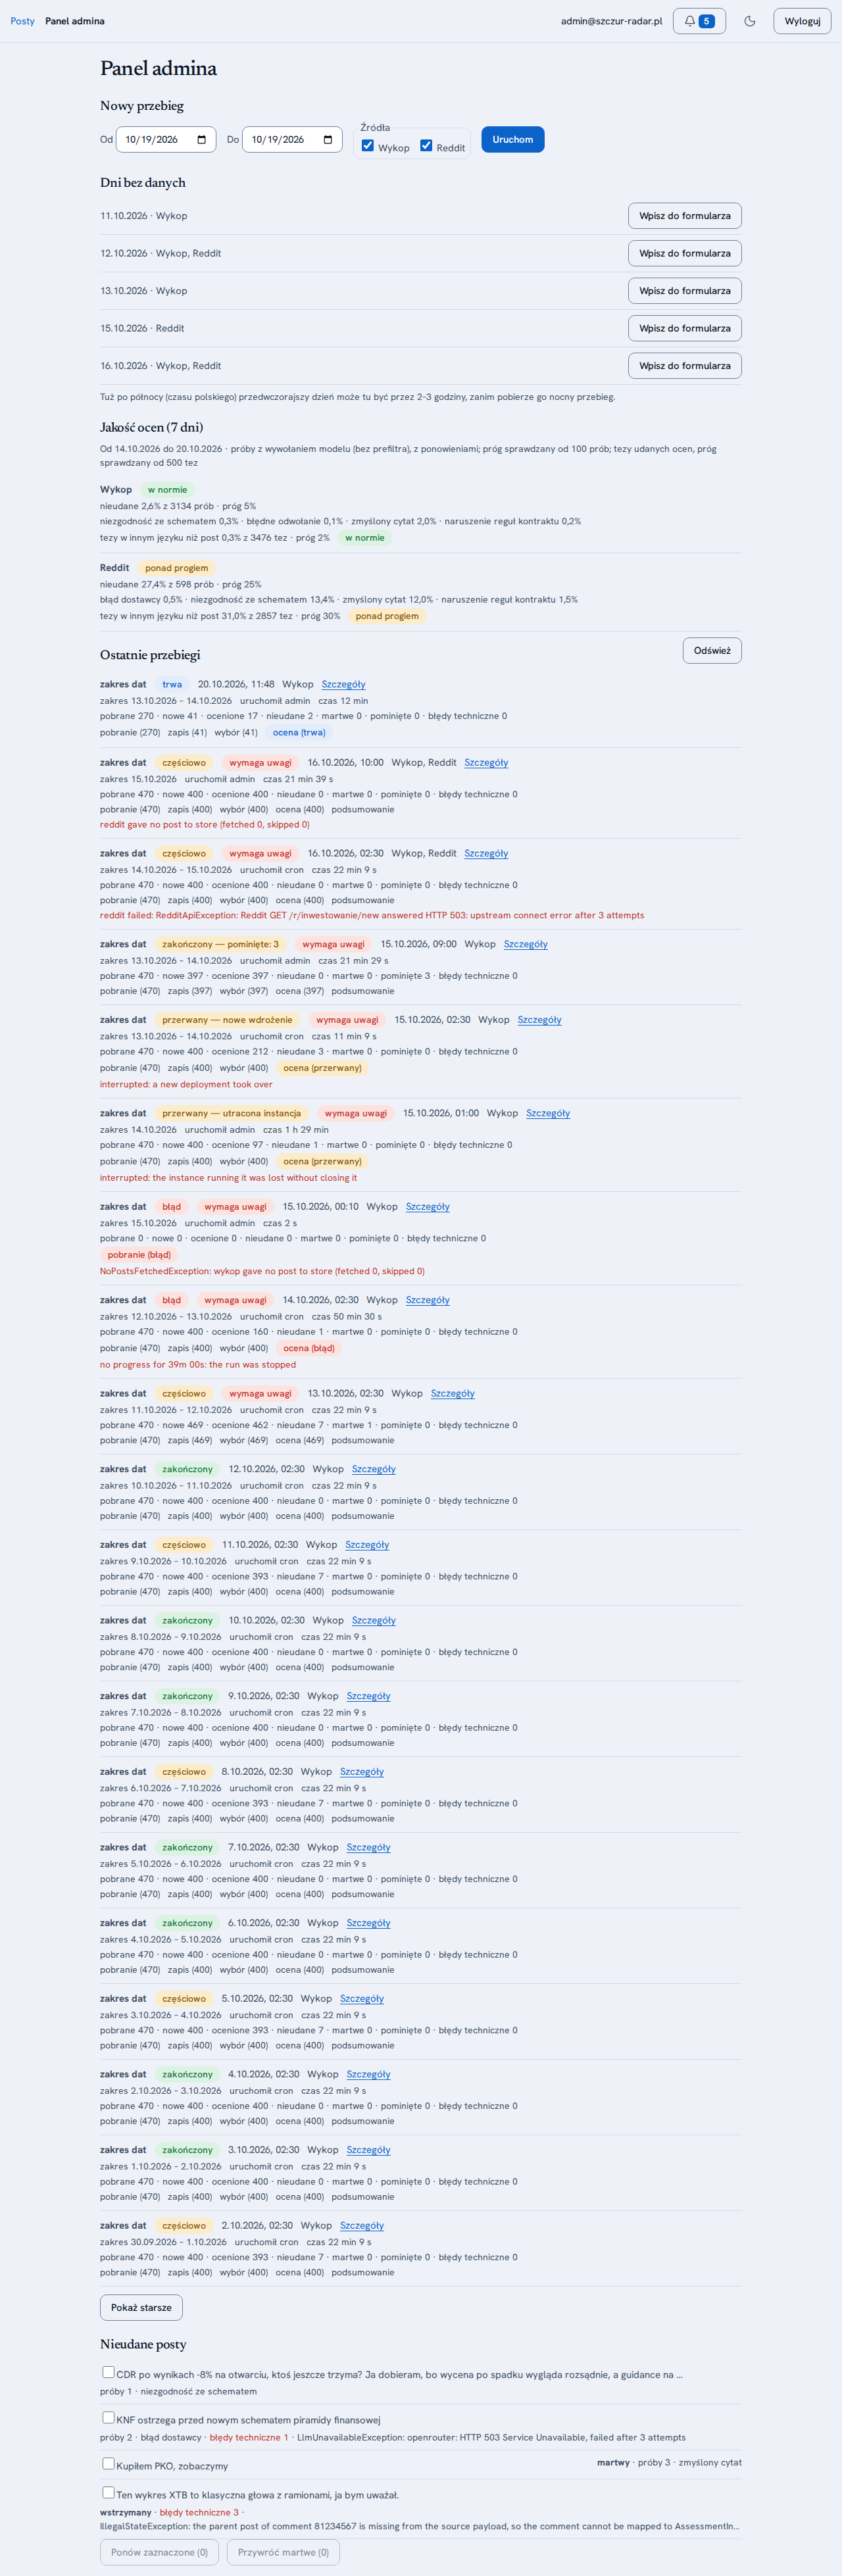 Posty Panel admina admin@szczur-radar.pl 5 Wyloguj
Panel admina
Nowy przebieg
Źródła
Od 10/19/2026 Do 10/19/2026 Wykop Reddit Uruchom
Dni bez danych
11.10.2026 · Wykop Wpisz do formularza
12.10.2026 · Wykop, Reddit Wpisz do formularza
13.10.2026 · Wykop Wpisz do formularza
15.10.2026 · Reddit Wpisz do formularza
16.10.2026 · Wykop, Reddit Wpisz do formularza
Tuż po północy (czasu polskiego) przedwczorajszy dzień może tu być przez 2–3 godziny, zanim pobierze go nocny przebieg.
Jakość ocen (7 dni)
Od 14.10.2026 do 20.10.2026 · próby z wywołaniem modelu (bez prefiltra), z ponowieniami; próg sprawdzany od 100 prób; tezy udanych ocen, próg
sprawdzany od 500 tez
Wykop w normie
nieudane 2,6% z 3134 prób · próg 5%
niezgodność ze schematem 0,3% · błędne odwołanie 0,1% · zmyślony cytat 2,0% · naruszenie reguł kontraktu 0,2%
tezy w innym języku niż post 0,3% z 3476 tez · próg 2% w normie
Reddit ponad progiem
nieudane 27,4% z 598 prób · próg 25%
błąd dostawcy 0,5% · niezgodność ze schematem 13,4% · zmyślony cytat 12,0% · naruszenie reguł kontraktu 1,5%
tezy w innym języku niż post 31,0% z 2857 tez · próg 30% ponad progiem
Ostatnie przebiegi Odśwież
zakres dat trwa 20.10.2026, 11:48 Wykop Szczegóły
zakres 13.10.2026 – 14.10.2026 uruchomił admin czas 12 min
pobrane 270 · nowe 41 · ocenione 17 · nieudane 2 · martwe 0 · pominięte 0 · błędy techniczne 0
pobranie (270) zapis (41) wybór (41) ocena (trwa)
zakres dat częściowo wymaga uwagi 16.10.2026, 10:00 Wykop, Reddit Szczegóły
zakres 15.10.2026 uruchomił admin czas 21 min 39 s
pobrane 470 · nowe 400 · ocenione 400 · nieudane 0 · martwe 0 · pominięte 0 · błędy techniczne 0
pobranie (470) zapis (400) wybór (400) ocena (400) podsumowanie
reddit gave no post to store (fetched 0, skipped 0)
zakres dat częściowo wymaga uwagi 16.10.2026, 02:30 Wykop, Reddit Szczegóły
zakres 14.10.2026 – 15.10.2026 uruchomił cron czas 22 min 9 s
pobrane 470 · nowe 400 · ocenione 400 · nieudane 0 · martwe 0 · pominięte 0 · błędy techniczne 0
pobranie (470) zapis (400) wybór (400) ocena (400) podsumowanie
reddit failed: RedditApiException: Reddit GET /r/inwestowanie/new answered HTTP 503: upstream connect error after 3 attempts
zakres dat zakończony — pominięte: 3 wymaga uwagi 15.10.2026, 09:00 Wykop Szczegóły
zakres 13.10.2026 – 14.10.2026 uruchomił admin czas 21 min 29 s
pobrane 470 · nowe 397 · ocenione 397 · nieudane 0 · martwe 0 · pominięte 3 · błędy techniczne 0
pobranie (470) zapis (397) wybór (397) ocena (397) podsumowanie
zakres dat przerwany — nowe wdrożenie wymaga uwagi 15.10.2026, 02:30 Wykop Szczegóły
zakres 13.10.2026 – 14.10.2026 uruchomił cron czas 11 min 9 s
pobrane 470 · nowe 400 · ocenione 212 · nieudane 3 · martwe 0 · pominięte 0 · błędy techniczne 0
pobranie (470) zapis (400) wybór (400) ocena (przerwany)
interrupted: a new deployment took over
zakres dat przerwany — utracona instancja wymaga uwagi 15.10.2026, 01:00 Wykop Szczegóły
zakres 14.10.2026 uruchomił admin czas 1 h 29 min
pobrane 470 · nowe 400 · ocenione 97 · nieudane 1 · martwe 0 · pominięte 0 · błędy techniczne 0
pobranie (470) zapis (400) wybór (400) ocena (przerwany)
interrupted: the instance running it was lost without closing it
zakres dat błąd wymaga uwagi 15.10.2026, 00:10 Wykop Szczegóły
zakres 15.10.2026 uruchomił admin czas 2 s
pobrane 0 · nowe 0 · ocenione 0 · nieudane 0 · martwe 0 · pominięte 0 · błędy techniczne 0
pobranie (błąd)
NoPostsFetchedException: wykop gave no post to store (fetched 0, skipped 0)
zakres dat błąd wymaga uwagi 14.10.2026, 02:30 Wykop Szczegóły
zakres 12.10.2026 – 13.10.2026 uruchomił cron czas 50 min 30 s
pobrane 470 · nowe 400 · ocenione 160 · nieudane 1 · martwe 0 · pominięte 0 · błędy techniczne 0
pobranie (470) zapis (400) wybór (400) ocena (błąd)
no progress for 39m 00s: the run was stopped
zakres dat częściowo wymaga uwagi 13.10.2026, 02:30 Wykop Szczegóły
zakres 11.10.2026 – 12.10.2026 uruchomił cron czas 22 min 9 s
pobrane 470 · nowe 469 · ocenione 462 · nieudane 7 · martwe 1 · pominięte 0 · błędy techniczne 0
pobranie (470) zapis (469) wybór (469) ocena (469) podsumowanie
zakres dat zakończony 12.10.2026, 02:30 Wykop Szczegóły
zakres 10.10.2026 – 11.10.2026 uruchomił cron czas 22 min 9 s
pobrane 470 · nowe 400 · ocenione 400 · nieudane 0 · martwe 0 · pominięte 0 · błędy techniczne 0
pobranie (470) zapis (400) wybór (400) ocena (400) podsumowanie
zakres dat częściowo 11.10.2026, 02:30 Wykop Szczegóły
zakres 9.10.2026 – 10.10.2026 uruchomił cron czas 22 min 9 s
pobrane 470 · nowe 400 · ocenione 393 · nieudane 7 · martwe 0 · pominięte 0 · błędy techniczne 0
pobranie (470) zapis (400) wybór (400) ocena (400) podsumowanie
zakres dat zakończony 10.10.2026, 02:30 Wykop Szczegóły
zakres 8.10.2026 – 9.10.2026 uruchomił cron czas 22 min 9 s
pobrane 470 · nowe 400 · ocenione 400 · nieudane 0 · martwe 0 · pominięte 0 · błędy techniczne 0
pobranie (470) zapis (400) wybór (400) ocena (400) podsumowanie
zakres dat zakończony 9.10.2026, 02:30 Wykop Szczegóły
zakres 7.10.2026 – 8.10.2026 uruchomił cron czas 22 min 9 s
pobrane 470 · nowe 400 · ocenione 400 · nieudane 0 · martwe 0 · pominięte 0 · błędy techniczne 0
pobranie (470) zapis (400) wybór (400) ocena (400) podsumowanie
zakres dat częściowo 8.10.2026, 02:30 Wykop Szczegóły
zakres 6.10.2026 – 7.10.2026 uruchomił cron czas 22 min 9 s
pobrane 470 · nowe 400 · ocenione 393 · nieudane 7 · martwe 0 · pominięte 0 · błędy techniczne 0
pobranie (470) zapis (400) wybór (400) ocena (400) podsumowanie
zakres dat zakończony 7.10.2026, 02:30 Wykop Szczegóły
zakres 5.10.2026 – 6.10.2026 uruchomił cron czas 22 min 9 s
pobrane 470 · nowe 400 · ocenione 400 · nieudane 0 · martwe 0 · pominięte 0 · błędy techniczne 0
pobranie (470) zapis (400) wybór (400) ocena (400) podsumowanie
zakres dat zakończony 6.10.2026, 02:30 Wykop Szczegóły
zakres 4.10.2026 – 5.10.2026 uruchomił cron czas 22 min 9 s
pobrane 470 · nowe 400 · ocenione 400 · nieudane 0 · martwe 0 · pominięte 0 · błędy techniczne 0
pobranie (470) zapis (400) wybór (400) ocena (400) podsumowanie
zakres dat częściowo 5.10.2026, 02:30 Wykop Szczegóły
zakres 3.10.2026 – 4.10.2026 uruchomił cron czas 22 min 9 s
pobrane 470 · nowe 400 · ocenione 393 · nieudane 7 · martwe 0 · pominięte 0 · błędy techniczne 0
pobranie (470) zapis (400) wybór (400) ocena (400) podsumowanie
zakres dat zakończony 4.10.2026, 02:30 Wykop Szczegóły
zakres 2.10.2026 – 3.10.2026 uruchomił cron czas 22 min 9 s
pobrane 470 · nowe 400 · ocenione 400 · nieudane 0 · martwe 0 · pominięte 0 · błędy techniczne 0
pobranie (470) zapis (400) wybór (400) ocena (400) podsumowanie
zakres dat zakończony 3.10.2026, 02:30 Wykop Szczegóły
zakres 1.10.2026 – 2.10.2026 uruchomił cron czas 22 min 9 s
pobrane 470 · nowe 400 · ocenione 400 · nieudane 0 · martwe 0 · pominięte 0 · błędy techniczne 0
pobranie (470) zapis (400) wybór (400) ocena (400) podsumowanie
zakres dat częściowo 2.10.2026, 02:30 Wykop Szczegóły
zakres 30.09.2026 – 1.10.2026 uruchomił cron czas 22 min 9 s
pobrane 470 · nowe 400 · ocenione 393 · nieudane 7 · martwe 0 · pominięte 0 · błędy techniczne 0
pobranie (470) zapis (400) wybór (400) ocena (400) podsumowanie
Pokaż starsze
Nieudane posty
CDR po wynikach -8% na otwarciu, ktoś jeszcze trzyma? Ja dobieram, bo wycena po spadku wygląda rozsądnie, a guidance na ...
próby 1 · niezgodność ze schematem
KNF ostrzega przed nowym schematem piramidy finansowej
próby 2 · błąd dostawcy · błędy techniczne 1 · LlmUnavailableException: openrouter: HTTP 503 Service Unavailable, failed after 3 attempts
Kupiłem PKO, zobaczymy martwy · próby 3 · zmyślony cytat
Ten wykres XTB to klasyczna głowa z ramionami, ja bym uważał.
wstrzymany · błędy techniczne 3 ·
IllegalStateException: the parent post of comment 81234567 is missing from the source payload, so the comment cannot be mapped to AssessmentIn...
Ponów zaznaczone (0) Przywróć martwe (0)